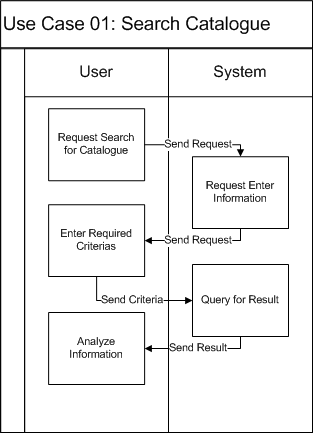 Use Case 01: Search Catalogue
User
System
Request Search
for Catalogue
Send Request
Request Enter
Information
Send Request
Enter Required
Criterias
Send Criteria
Query for Result
Send Result
Analyze
Information